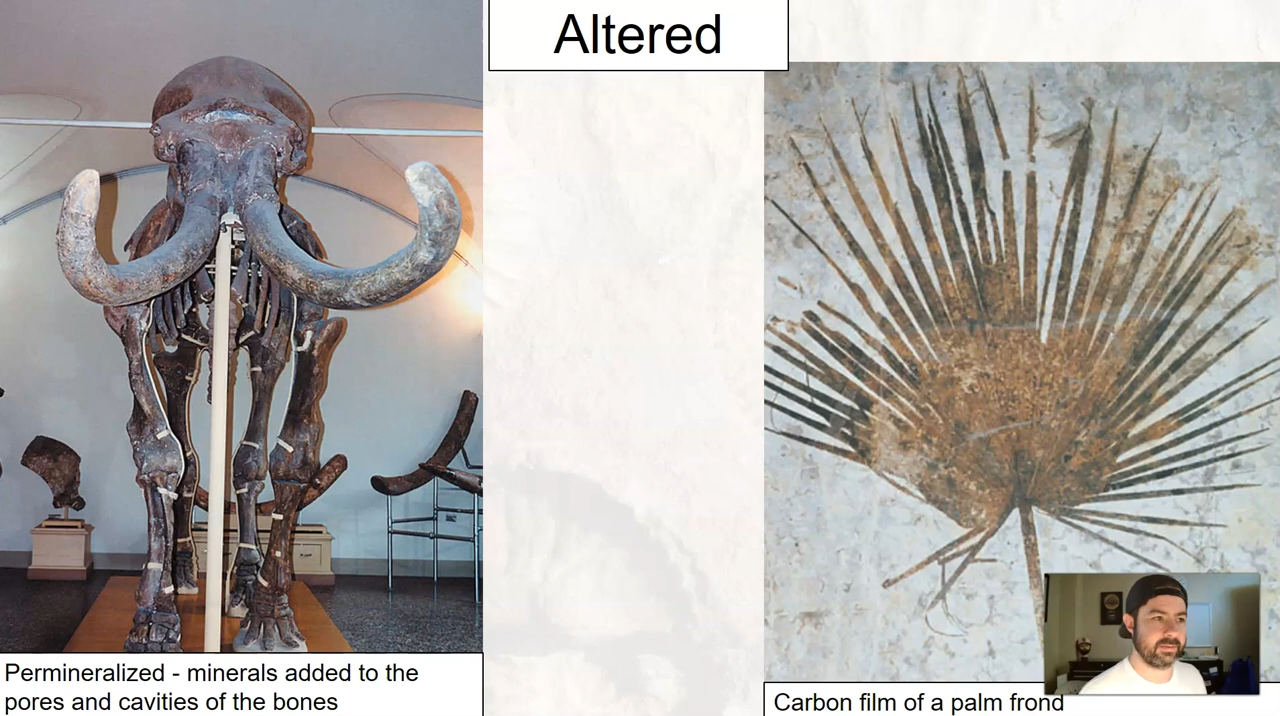 Altered
Permineralized - minerals added to the
pores and cavities of the bones
Carbon film of a palm frond